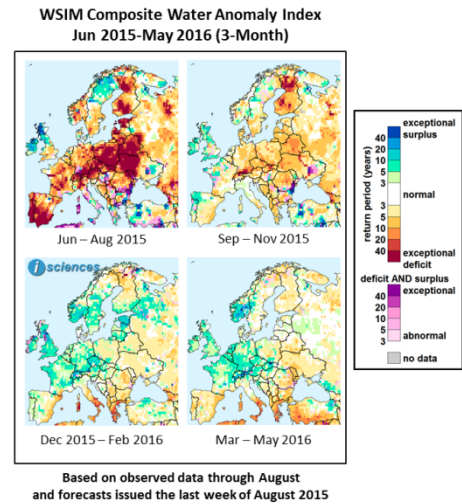 WSIM Composite Water Anomaly Index
Jun 2015-May 2016 (3-Month)
Jun – Aug 2015
Sep – Nov 2015
isciences
Dec 2015 – Feb 2016
Mar – May 2016
return period (years)
exceptional
surplus
40
20
10
5
3
normal
3
5
10
20
40
exceptional
deficit
deficit AND surplus
40
exceptional
20
10
5
3
abnormal
no data
Based on observed data through August
and forecasts issued the last week of August 2015